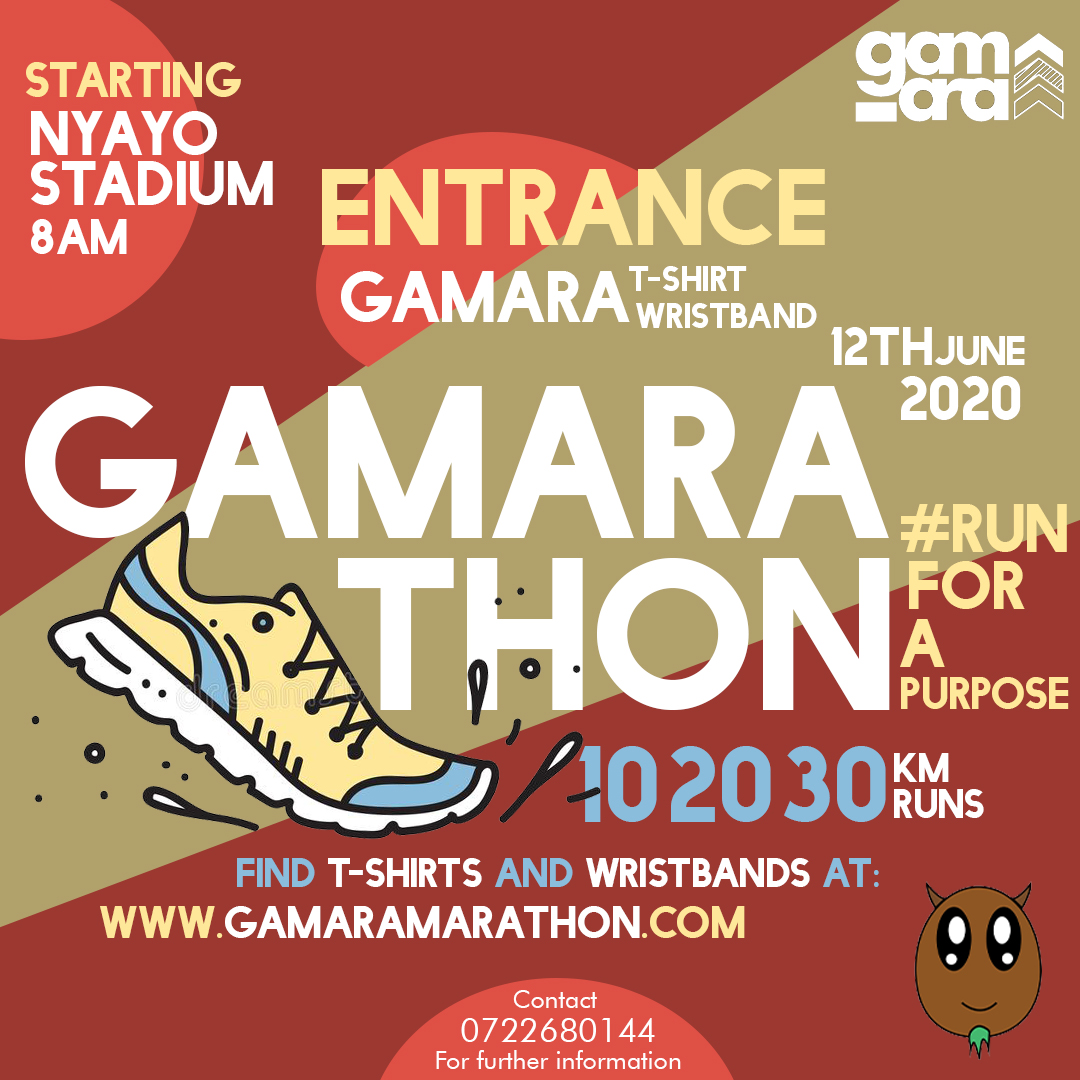 STARTING
NYAYO
STADIUM
8AM
gam
ara
ENTRANCE
GAMARA T-SHIRT
WRISTBAND
12TH JUNE
2020
GAMARA
THON
#RUN
FOR
A
PURPOSE
10 20 30 KM
RUNS
FIND T-SHIRTS AND WRISTBANDS AT:
WWW.GAMARAMARATHON.COM
Contact
0722680144
For further information